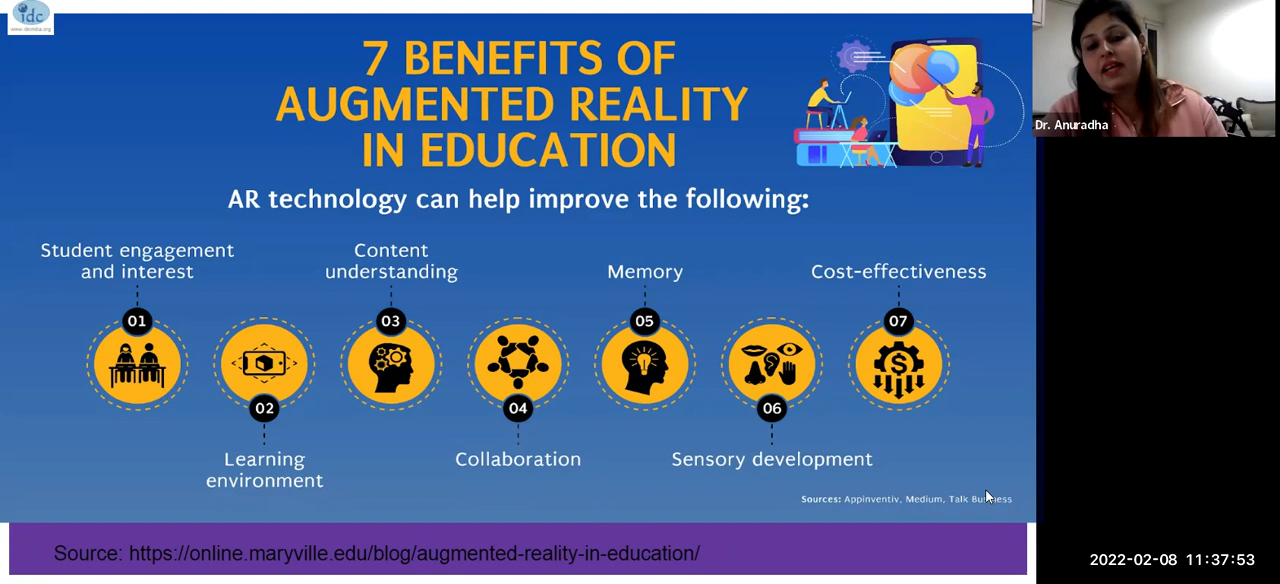 idc
7 BENEFITS OF
AUGMENTED REALITY
IN EDUCATION
AR technology can help improve the following:
Student engagement
and interest
01
02
Learning
environment
Content
understanding
03
04
Collaboration
Memory
05
06
Sensory development
Cost-effectiveness
07
$
Sources: Appinventiv, Medium, Talk Business
Source: https://online.maryville.edu/blog/augmented-reality-in-education/
Dr. Anuradha
2022-02-08 11:37:53